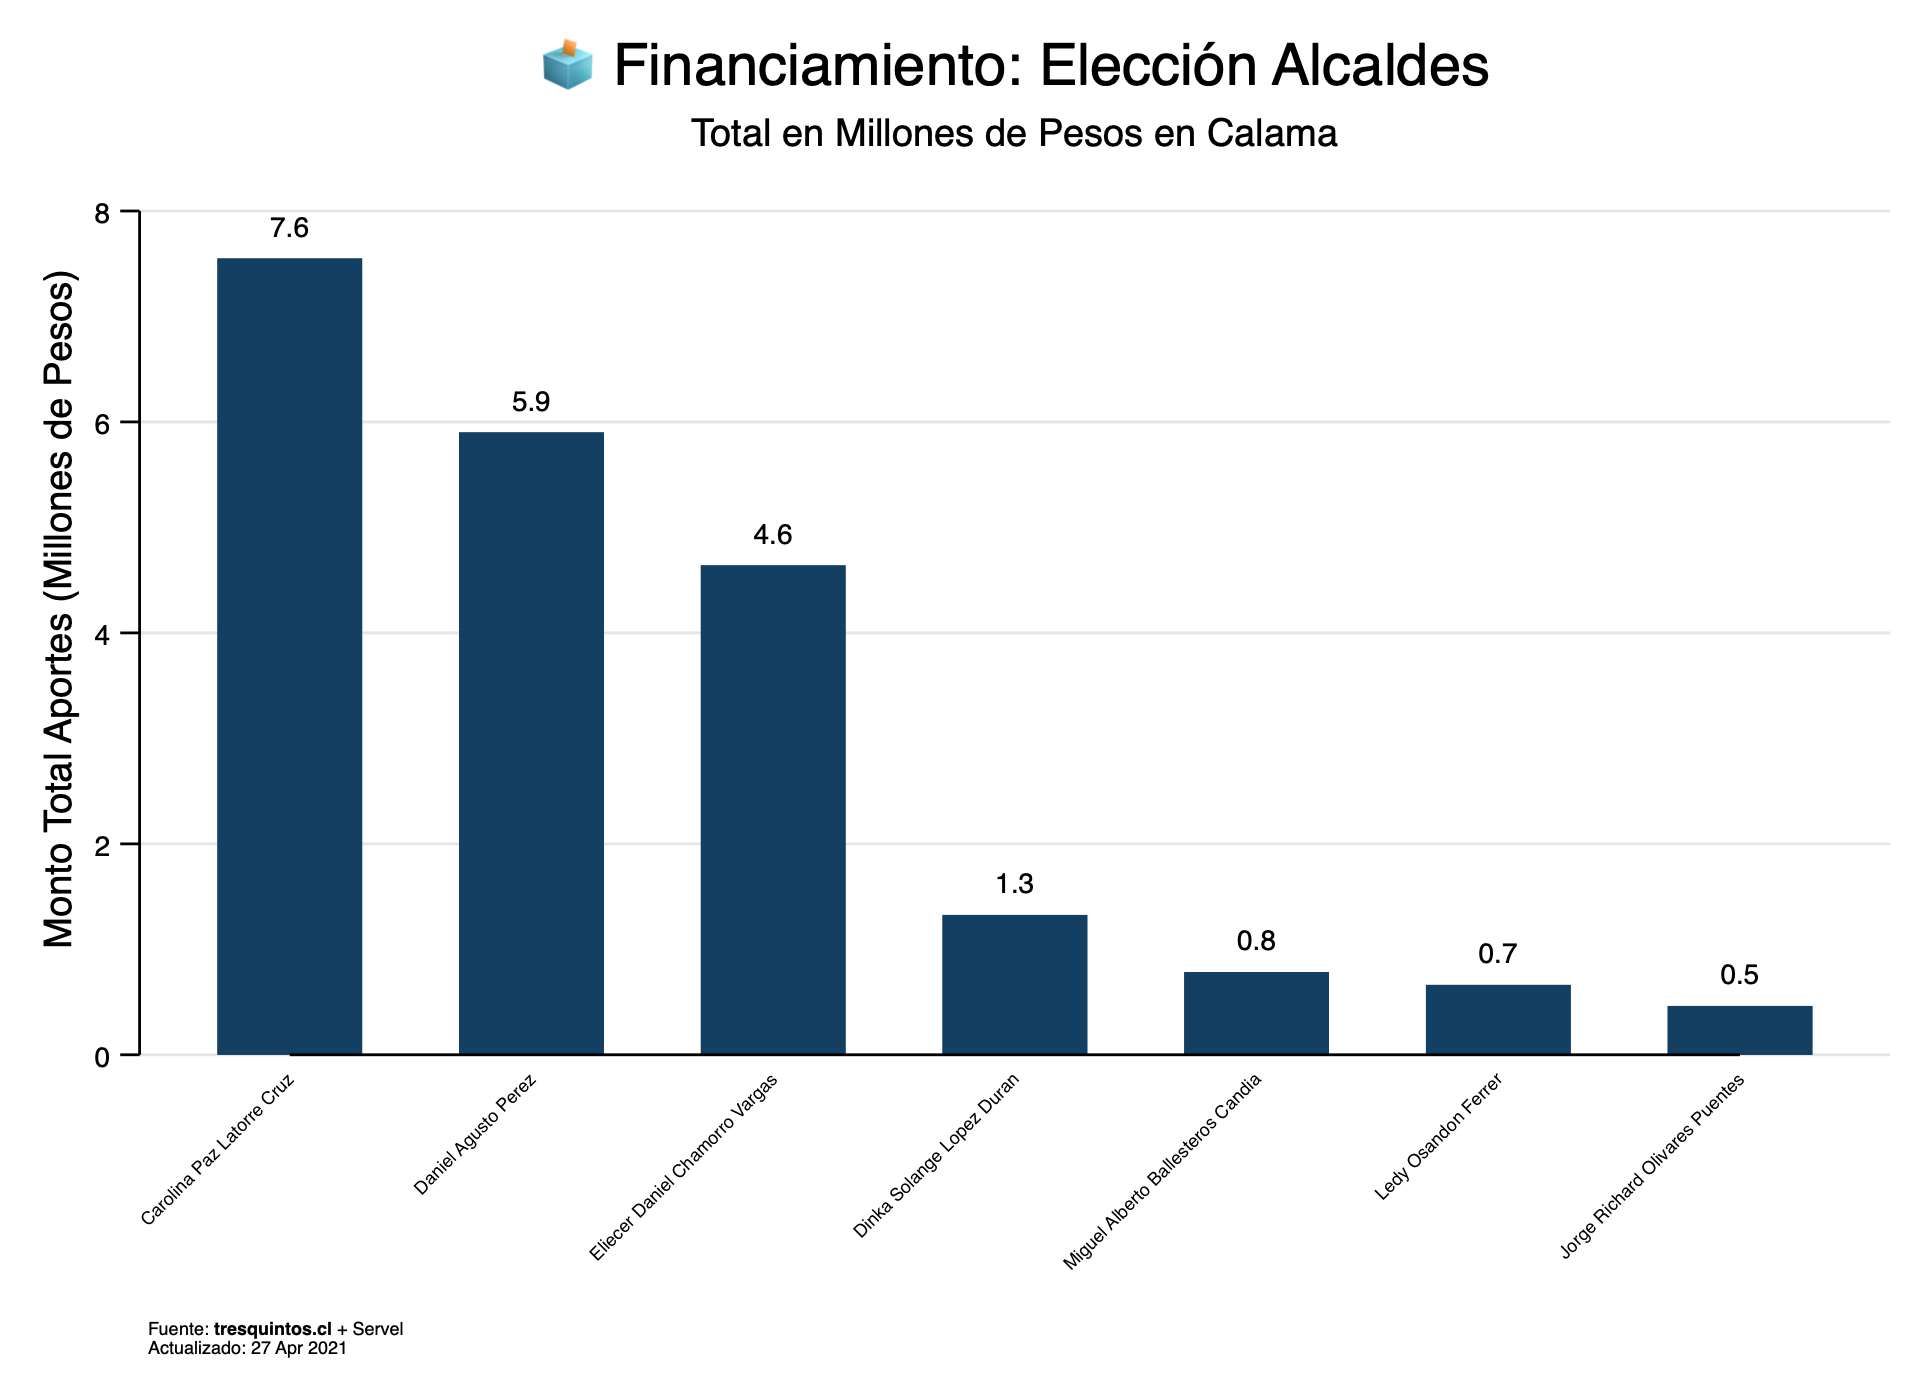 Financiamiento: Elección Alcaldes
Total en Millones de Pesos en Calama
Monto Total Aportes (Millones de Pesos)
8
6
4
2
0
7.6
5.9
4.6
1.3
0.8
0.7
0.5
Carolina Paz Latorre Cruz
Daniel Agusto Perez
Eliecer Daniel Chamorro Vargas
Dinka Solange Lopez Duran
Miguel Alberto Ballesteros Candia
Ledy Osandon Ferrer
Jorge Richard Olivares Puentes
Fuente: tresquintos.cl + Servel
Actualizado: 27 Apr 2021